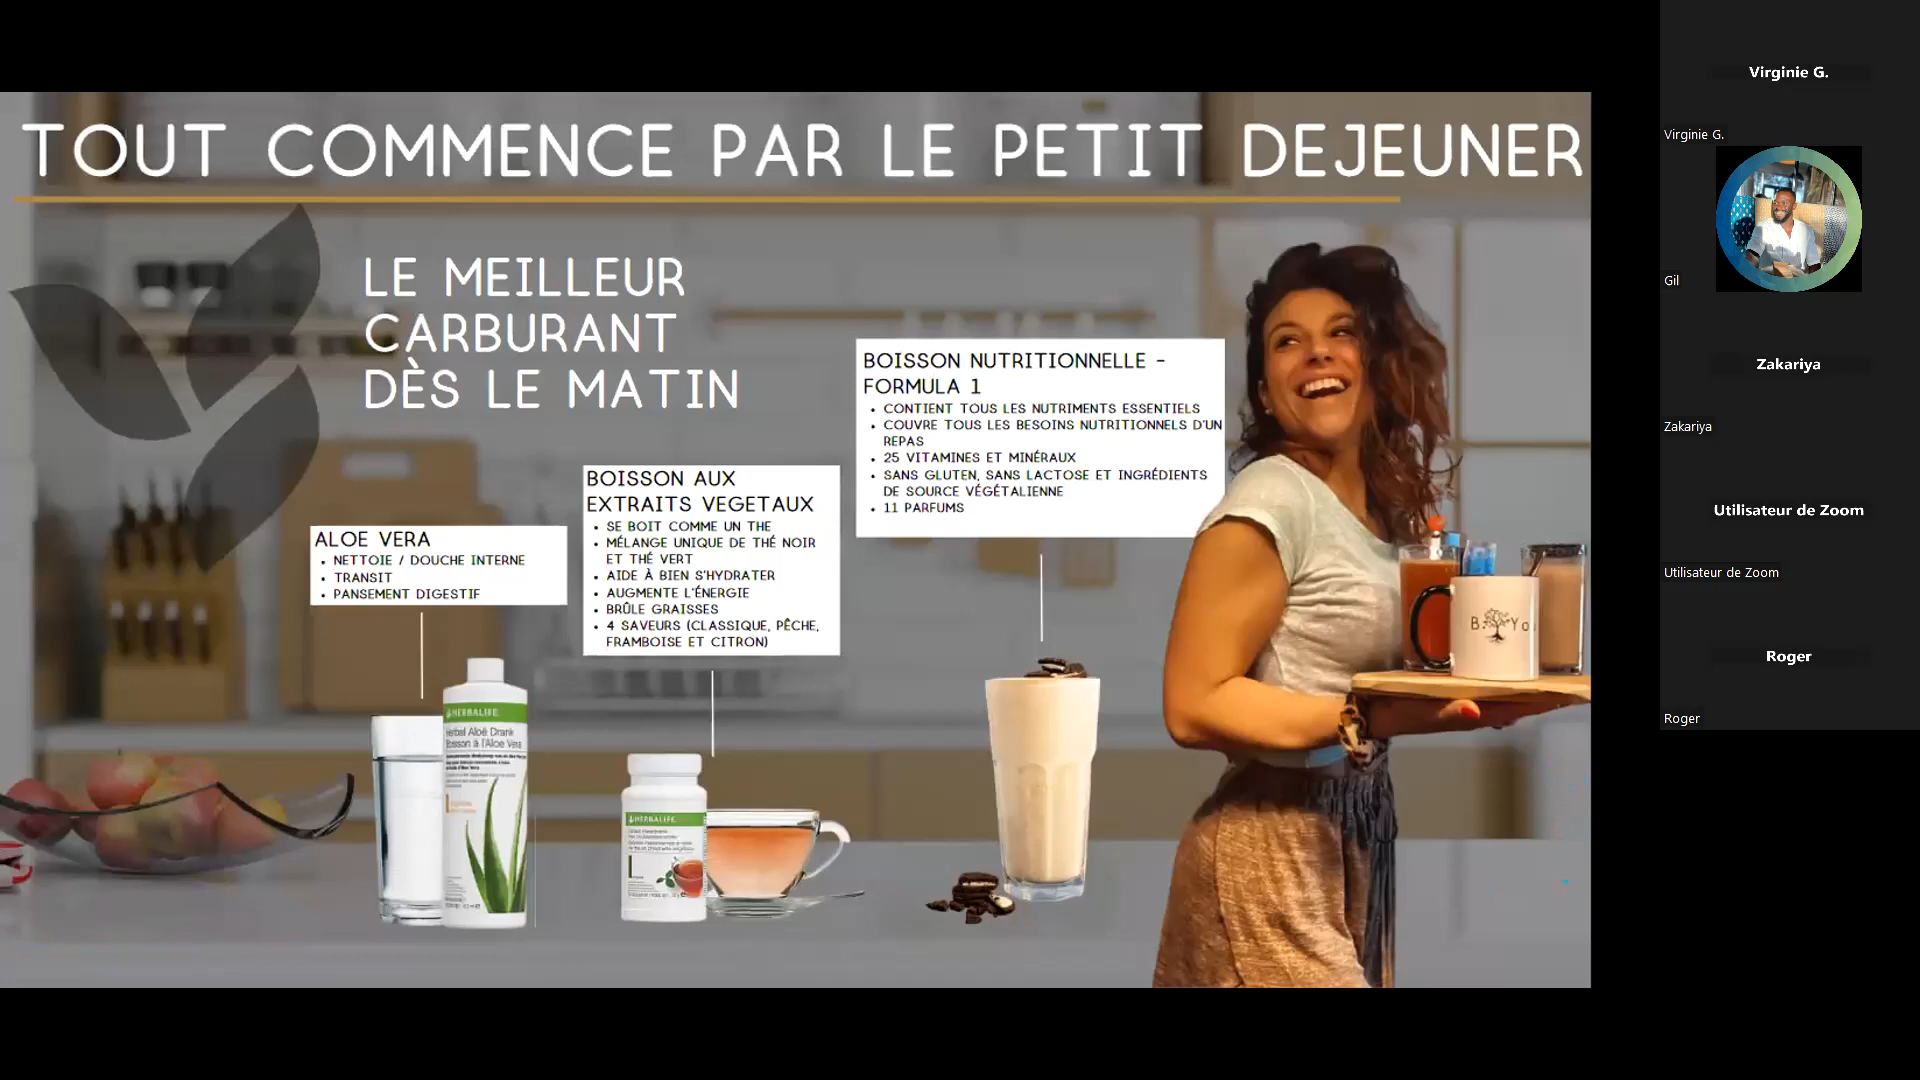 TOUT COMMENCE PAR LE PETIT DEJEUNER
LE MEILLEUR
CARBURANT
DÈS LE MATIN
ALOE VERA
• NETTOIE / DOUCHE INTERNE
• TRANSIT
• PANSEMENT DIGESTIF
BOISSON AUX
EXTRAITS VEGETAUX
• SE BOIT COMME UN THE
• MÉLANGE UNIQUE DE THÉ NOIR
ET THÉ VERT
• AIDE À BIEN S'HYDRATER
• AUGMENTE L'ÉNERGIE
• BRÛLE GRAISSES
• 4 SAVEURS (CLASSIQUE, PÊCHE,
FRAMBOISE ET CITRON)
BOISSON NUTRITIONNELLE -
FORMULA 1
• CONTIENT TOUS LES NUTRIMENTS ESSENTIELS
• COUVRE TOUS LES BESOINS NUTRITIONNELS D'UN
REPAS
• 25 VITAMINES ET MINÉRAUX
• SANS GLUTEN, SANS LACTOSE ET INGRÉDIENTS
DE SOURCE VÉGÉTALIENNE
• 11 PARFUMS
HERBALIFE
Herbal Aloë Drank
Boisson à l'Aloe Vera
HERBALIFE
B YOU
Virginie G.
Virginie G.
Gil
Zakariya
Zakariya
Utilisateur de Zoom
Utilisateur de Zoom
Roger
Roger